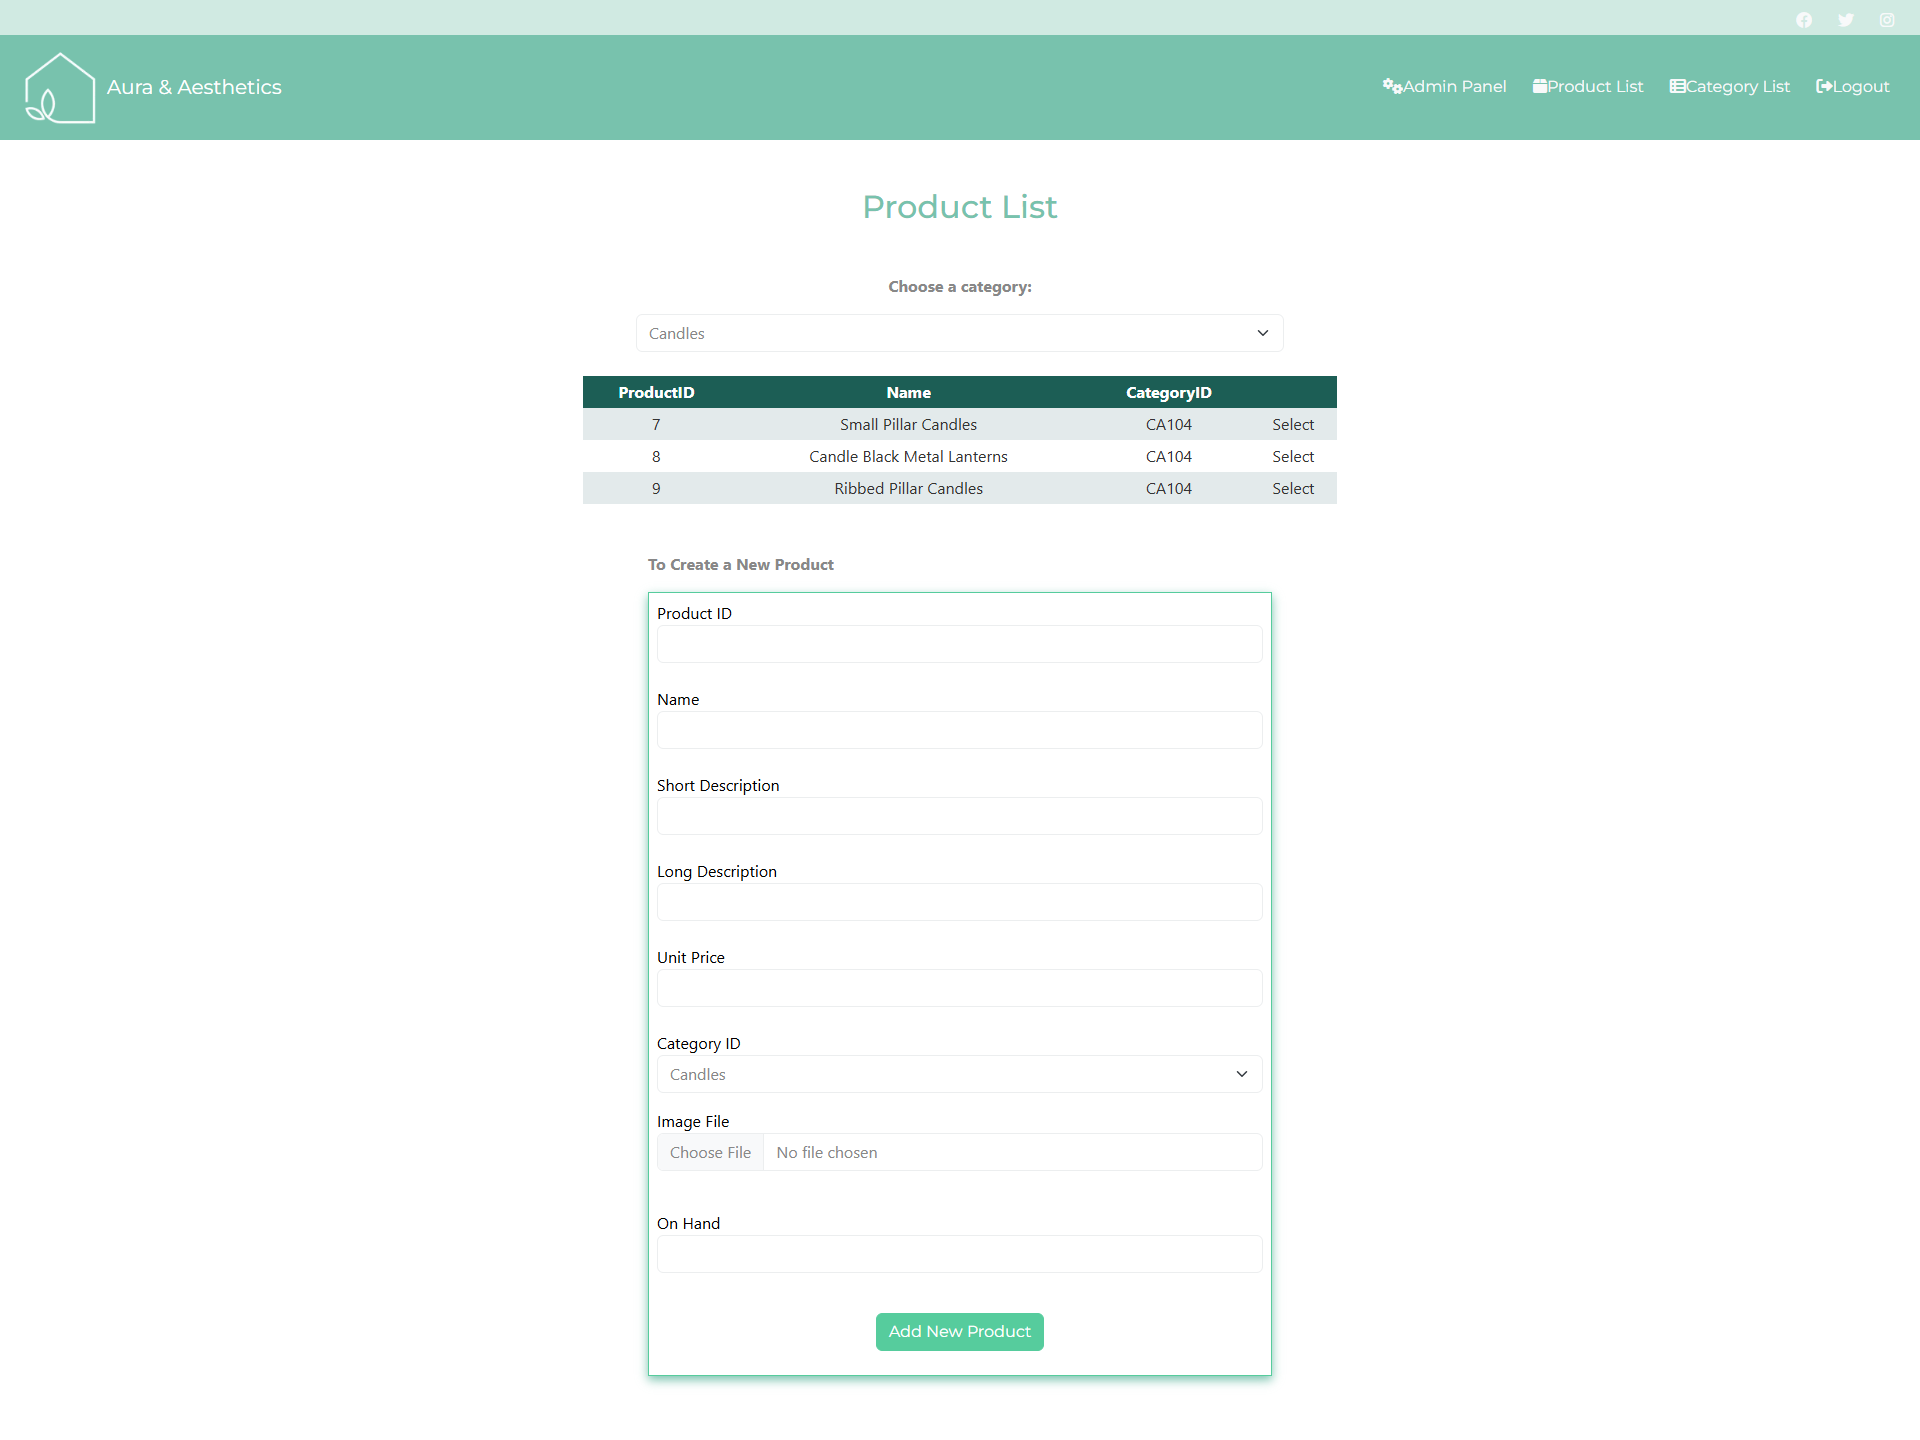 Aura & Aesthetics
Admin Panel Product List Category List Logout
Product List
Choose a category:
Candles
ProductID Name CategoryID
7 Small Pillar Candles CA104 Select
8 Candle Black Metal Lanterns CA104 Select
9 Ribbed Pillar Candles CA104 Select
To Create a New Product
Product ID
Name
Short Description
Long Description
Unit Price
Category ID
Candles
Image File
Choose File No file chosen
On Hand
Add New Product